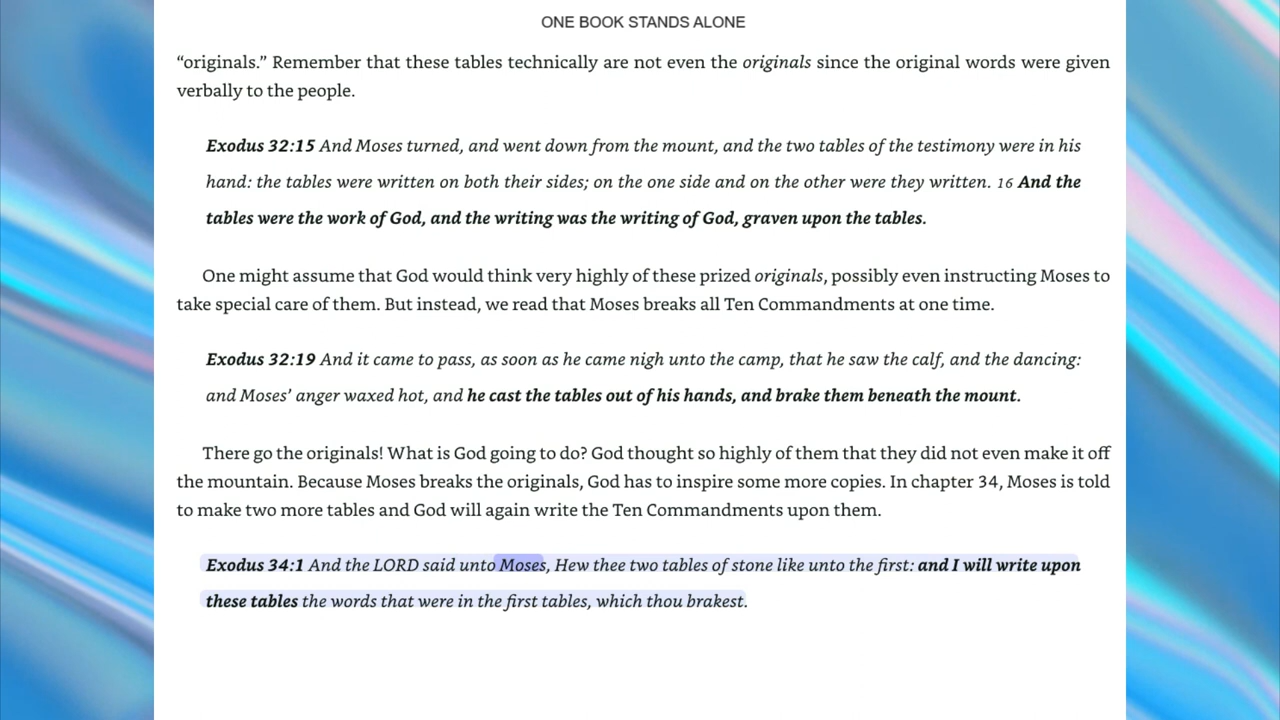 ONE BOOK STANDS ALONE
“originals.” Remember that these tables technically are not even the originals since the original words were given
verbally to the people.
Exodus 32:15 And Moses turned, and went down from the mount, and the two tables of the testimony were in his
hand: the tables were written on both their sides; on the one side and on the other were they written. 16 And the
tables were the work of God, and the writing was the writing of God, graven upon the tables.
One might assume that God would think very highly of these prized originals, possibly even instructing Moses to
take special care of them. But instead, we read that Moses breaks all Ten Commandments at one time.
Exodus 32:19 And it came to pass, as soon as he came nigh unto the camp, that he saw the calf, and the dancing:
and Moses’ anger waxed hot, and he cast the tables out of his hands, and brake them beneath the mount.
There go the originals! What is God going to do? God thought so highly of them that they did not even make it off
the mountain. Because Moses breaks the originals, God has to inspire some more copies. In chapter 34, Moses is told
to make two more tables and God will again write the Ten Commandments upon them.
Exodus 34:1 And the LORD said unto Moses, Hew thee two tables of stone like unto the first: and I will write upon
these tables the words that were in the first tables, which thou brakest.